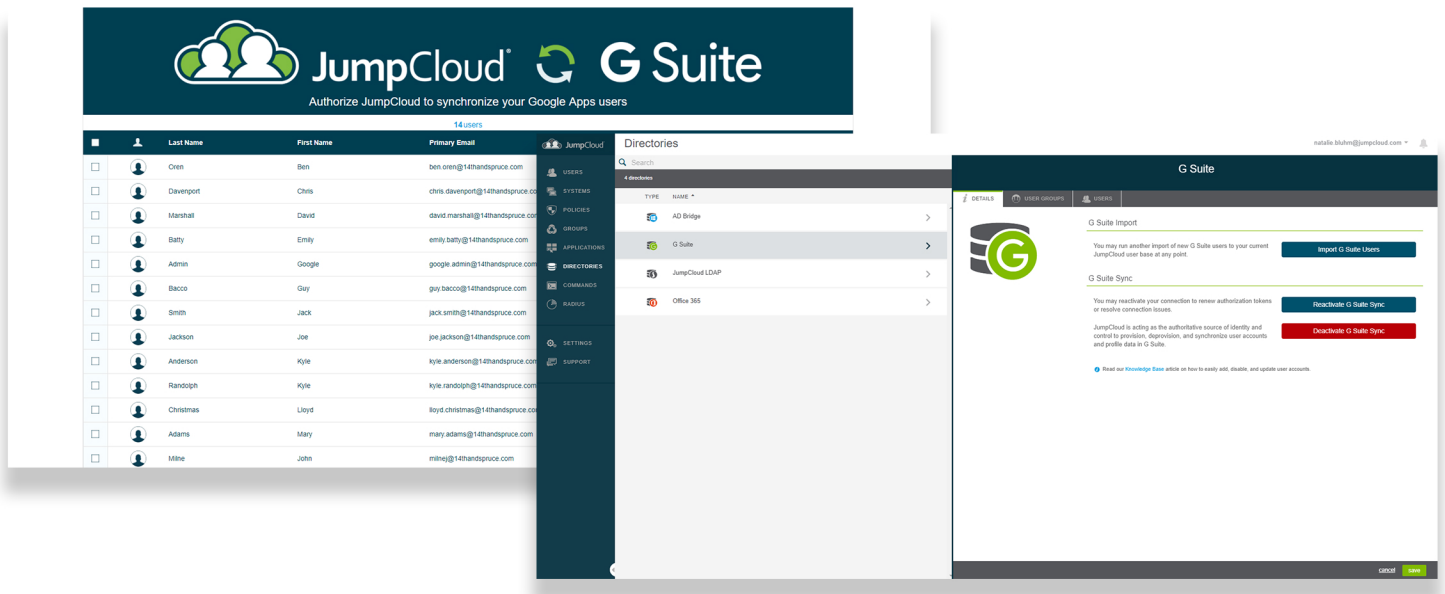 JumpCloud® G Suite
Authorize JumpCloud to synchronize your Google Apps users
14 users
Last Name First Name Primary Email
Oren Ben ben.oren@14thandspruce.com
Davenport Chris chris.davenport@14thandspruce.co
Marshall David david.marshall@14thandspruce.com
Batty Emily emily.batty@14thandspruce.com
Admin Google google.admin@14thandspruce.com
Bacco Guy guy.bacco@14thandspruce.com
Smith Jack jack.smith@14thandspruce.com
Jackson Joe joe.jackson@14thandspruce.com
Anderson Kyle kyle.anderson@14thandspruce.com
Randolph Kyle kyle.randolph@14thandspruce.com
Christmas Lloyd lloyd.christmas@14thandspruce.co
Adams Mary mary.adams@14thandspruce.com
Milne John milnej@14thandspruce.com
JumpCloud
USERS
SYSTEMS
POLICIES
GROUPS
APPLICATIONS
DIRECTORIES
COMMANDS
RADIUS
SETTINGS
SUPPORT
Directories
natalie.bluhm@jumpcloud.com
Search
4 directories
TYPE NAME
AD Bridge
G Suite
JumpCloud LDAP
Office 365
G Suite
DETAILS USER GROUPS USERS
G
G Suite Import
You may run another import of new G Suite users to your current
JumpCloud user base at any point.
Import G Suite Users
G Suite Sync
You may reactivate your connection to renew authorization tokens
or resolve connection issues.
Reactivate G Suite Sync
JumpCloud is acting as the authoritative source of identity and
control to provision, deprovision, and synchronize user accounts
and profile data in G Suite.
Deactivate G Suite Sync
Read our Knowledge Base article on how to easily add, disable, and update user accounts.
cancel save